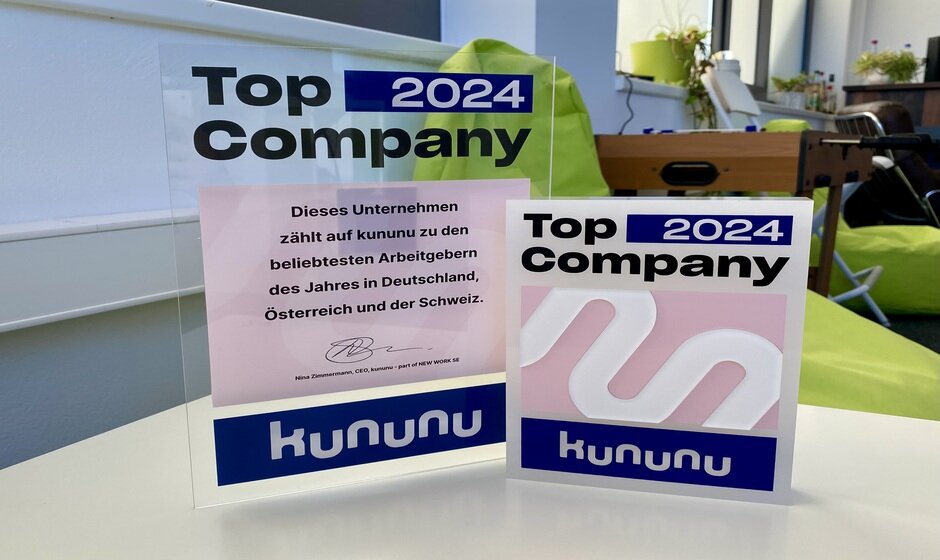 Top 2024
Company
Dieses Unternehmen
zählt auf kununu zu den
beliebtesten Arbeitgebern
des Jahres in Deutschland,
Österreich und der Schweiz.
Nina Zimmermann, CEO, kununu - part of NEW WORK SE
kununu
Top 2024
Company
kununu